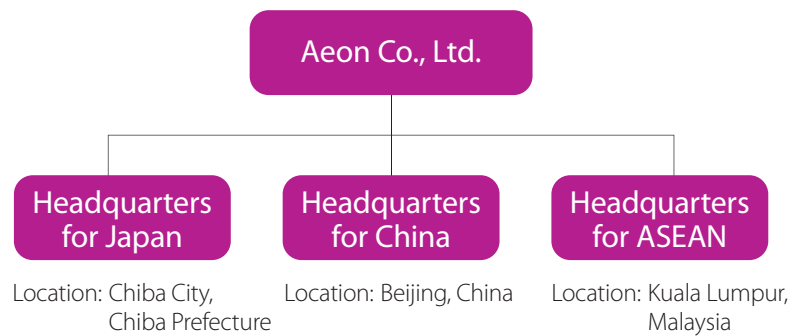 Aeon Co., Ltd.
Headquarters
for Japan
Headquarters
for China
Headquarters
for ASEAN
Location: Chiba City,
Chiba Prefecture
Location: Beijing, China
Location: Kuala Lumpur,
Malaysia